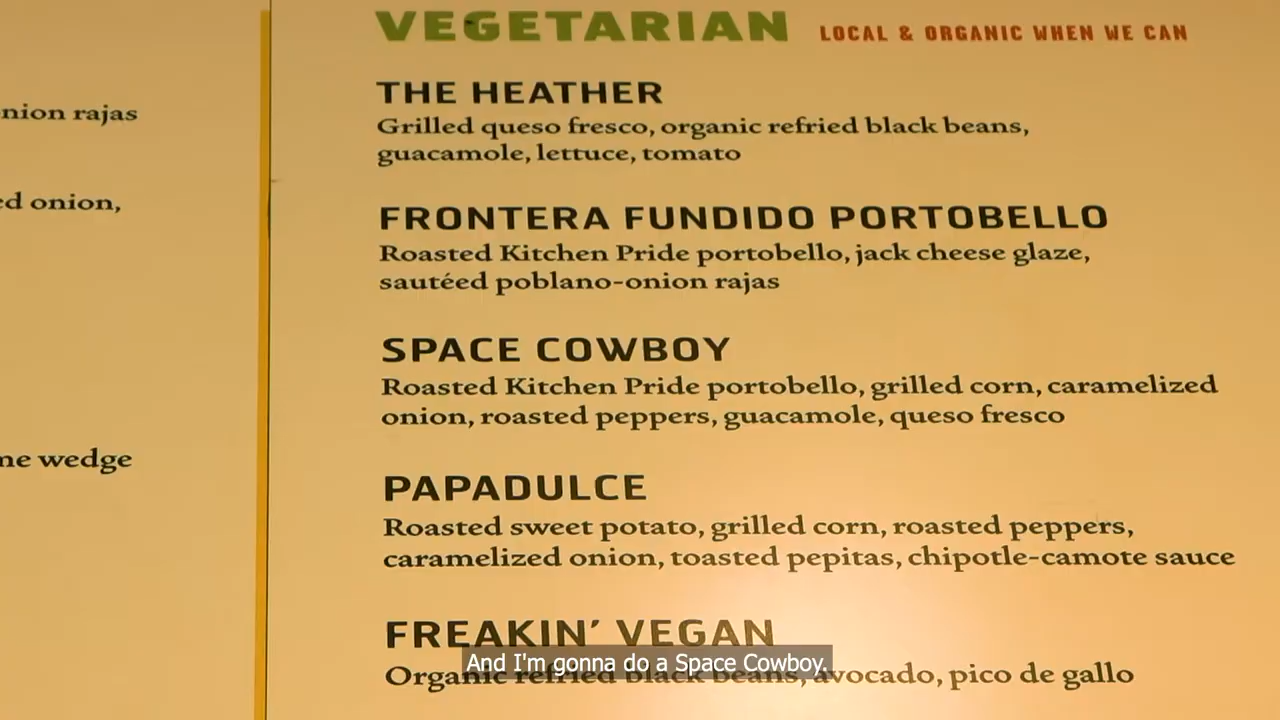 VEGETARIAN LOCAL & ORGANIC WHEN WE CAN
nion rajas
ed onion,
ne wedge
THE HEATHER
Grilled queso fresco, organic refried black beans,
guacamole, lettuce, tomato
FRONTERA FUNDIDO PORTOBELLO
Roasted Kitchen Pride portobello, jack cheese glaze,
sautéed poblano-onion rajas
SPACE COWBOY
Roasted Kitchen Pride portobello, grilled corn, caramelized
onion, roasted peppers, guacamole, queso fresco
PAPADULCE
Roasted sweet potato, grilled corn, roasted peppers,
caramelized onion, toasted pepitas, chipotle-camote sauce
FREAKIN' VEGAN
Organic refried black beans, avocado, pico de gallo
And I'm gonna do a Space Cowboy.